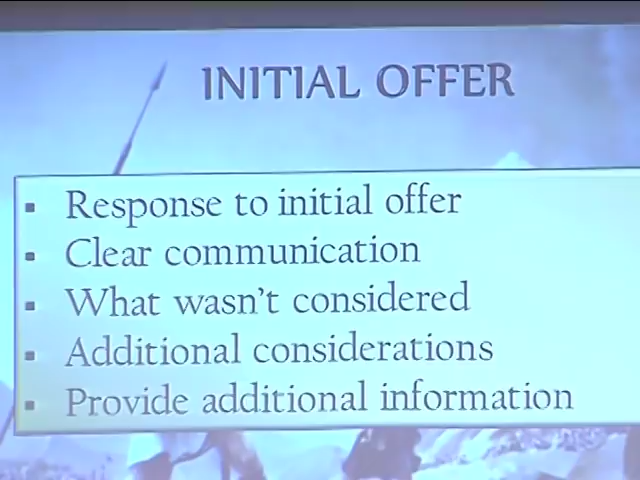 INITIAL OFFER
▪ Response to initial offer
▪ Clear communication
▪ What wasn't considered
▪ Additional considerations
▪ Provide additional information